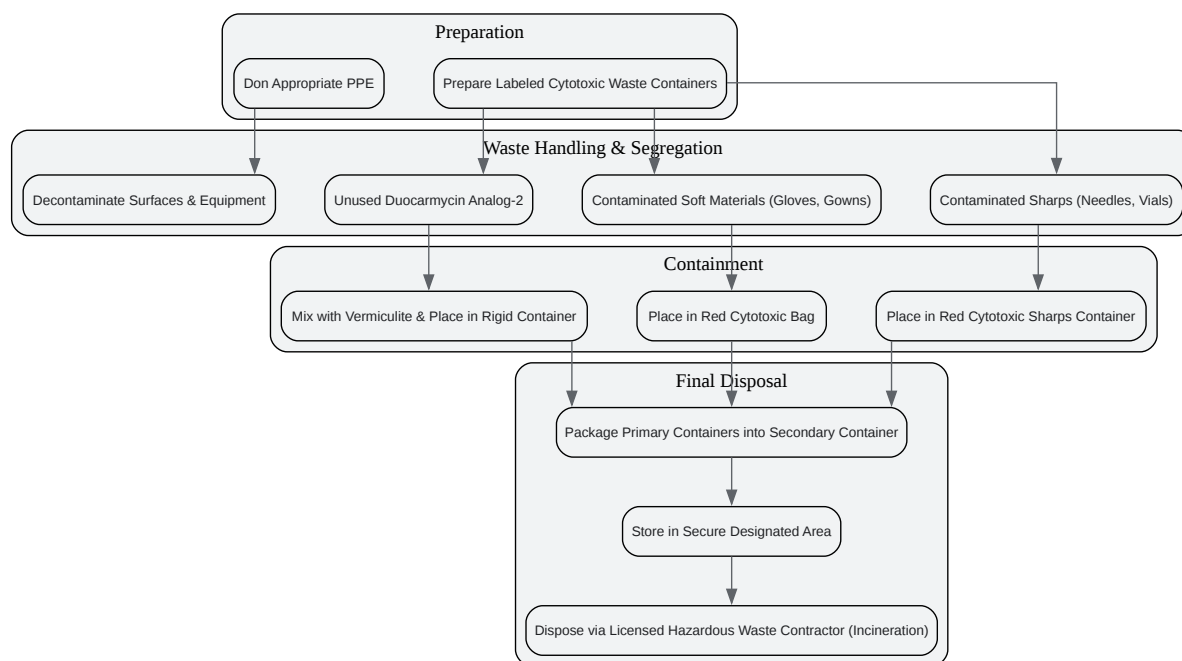 Preparation
Don Appropriate PPE
Prepare Labeled Cytotoxic Waste Containers
Waste Handling & Segregation
Decontaminate Surfaces & Equipment
Unused Duocarmycin Analog-2
Contaminated Soft Materials (Gloves, Gowns)
Contaminated Sharps (Needles, Vials)
Containment
Mix with Vermiculite & Place in Rigid Container
Place in Red Cytotoxic Bag
Place in Red Cytotoxic Sharps Container
Final Disposal
Package Primary Containers into Secondary Container
Store in Secure Designated Area
Dispose via Licensed Hazardous Waste Contractor (Incineration)